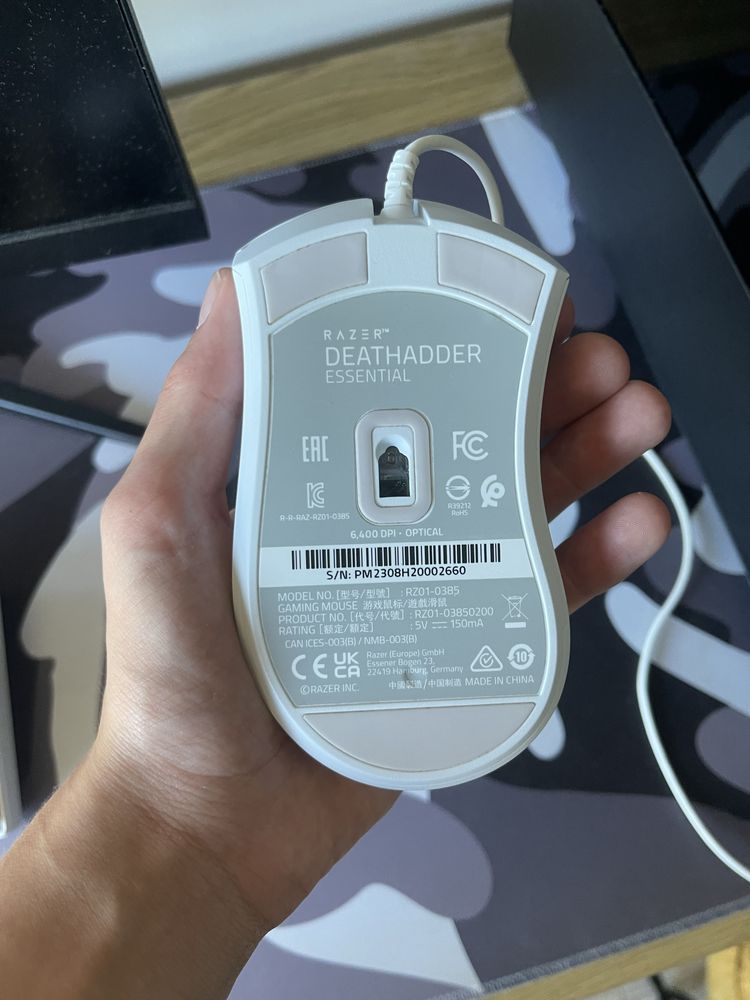 RAZER™
DEATHADDER
ESSENTIAL
EAC
FC
R-R-RAZ-RZ01-0385
R39212
RoHS
6,400 DPI · OPTICAL
S/N: PM2308H20002660
MODEL NO. [型号/型號] : RZ01-0385
GAMING MOUSE 游戏鼠标/遊戲滑鼠
PRODUCT NO. [代号/代號] : RZ01-03850200
RATING [额定/額定] : 5V ⎓ 150mA
CAN ICES-003(B) / NMB-003(B)
CE UK CA
Razer (Europe) GmbH
Essener Bogen 23,
22419 Hamburg, Germany
10
©RAZER INC.
中國製造/中国制造 MADE IN CHINA